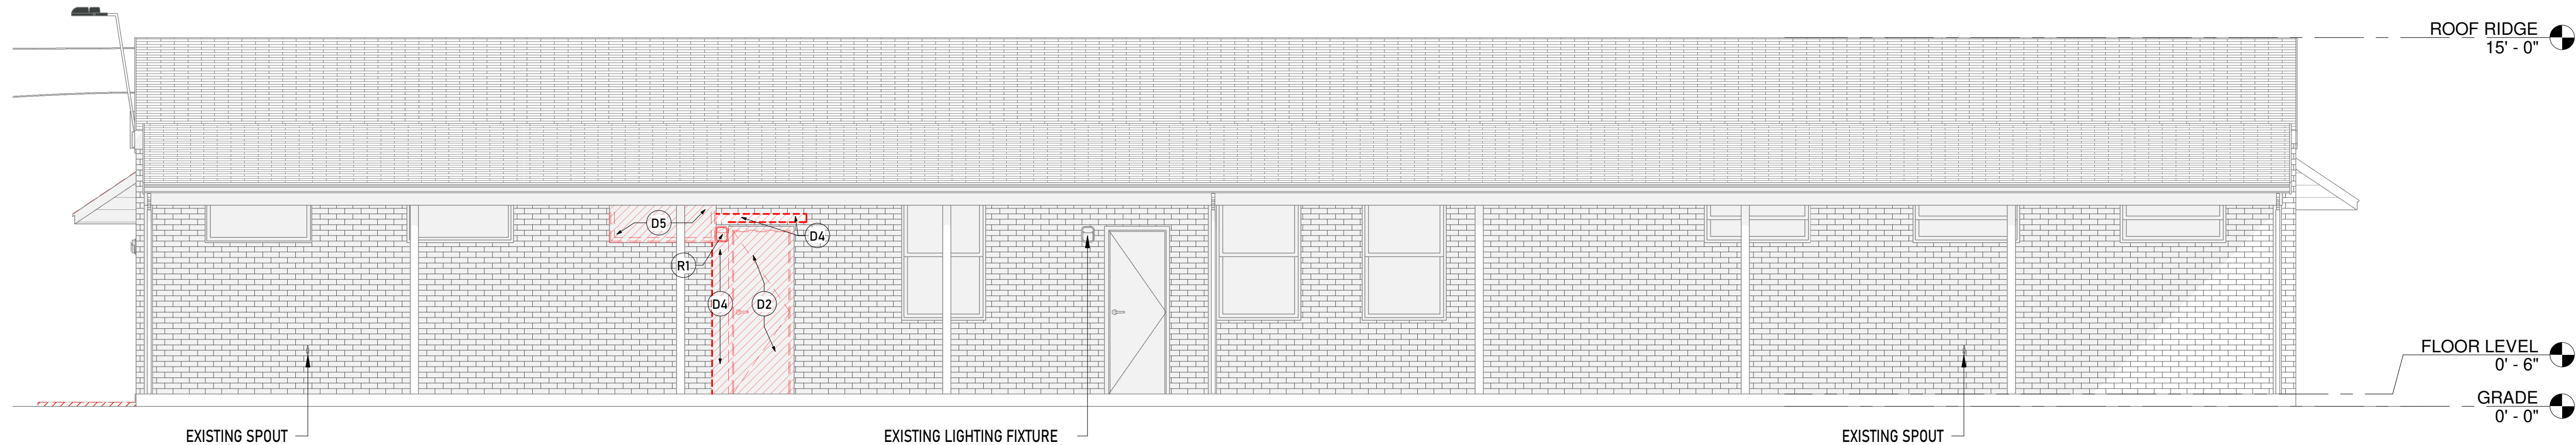 ROOF RIDGE
15' - 0"
D5
D4
R1
D4
D2
FLOOR LEVEL
0' - 6"
GRADE
0' - 0"
EXISTING SPOUT
EXISTING LIGHTING FIXTURE
EXISTING SPOUT